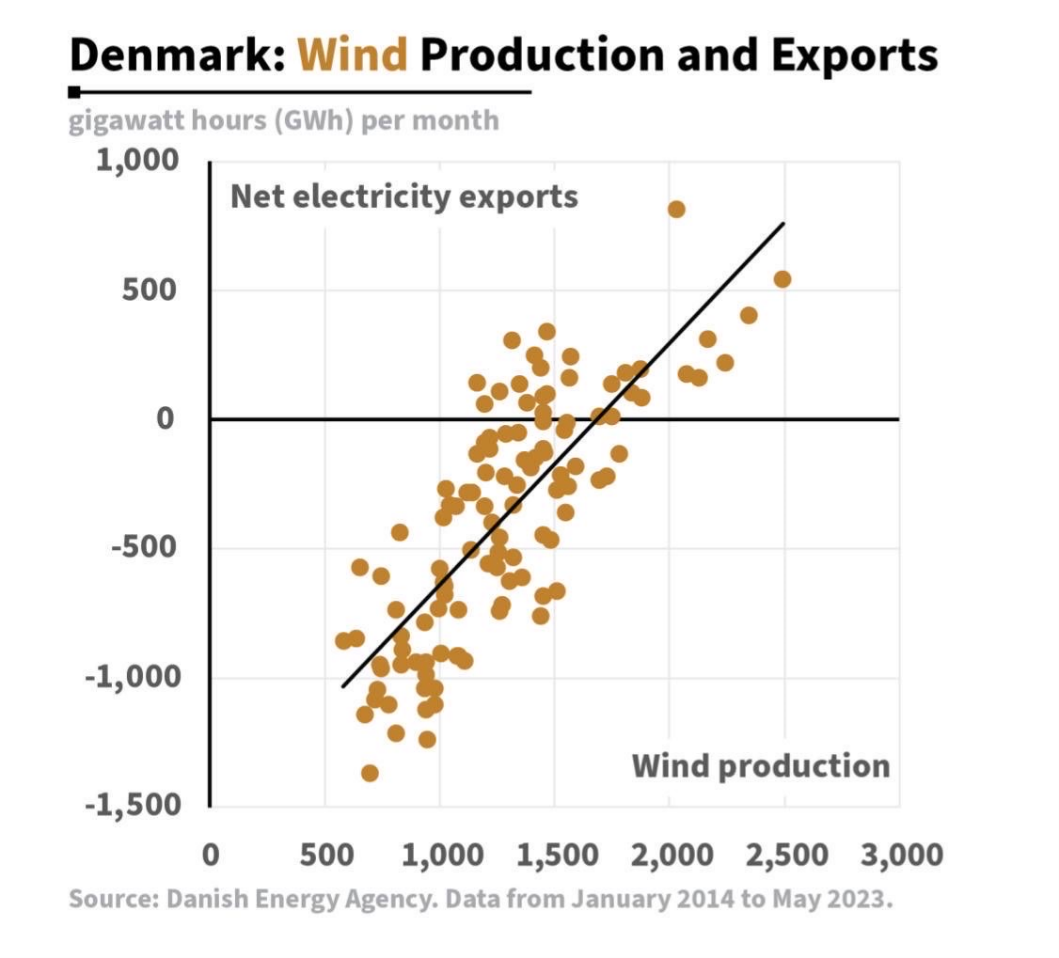 Denmark: Wind Production and Exports
gigawatt hours (GWh) per month
1,000
Net electricity exports
500
0
-500
-1,000
Wind production
-1,500
0 500 1,000 1,500 2,000 2,500 3,000
Source: Danish Energy Agency. Data from January 2014 to May 2023.